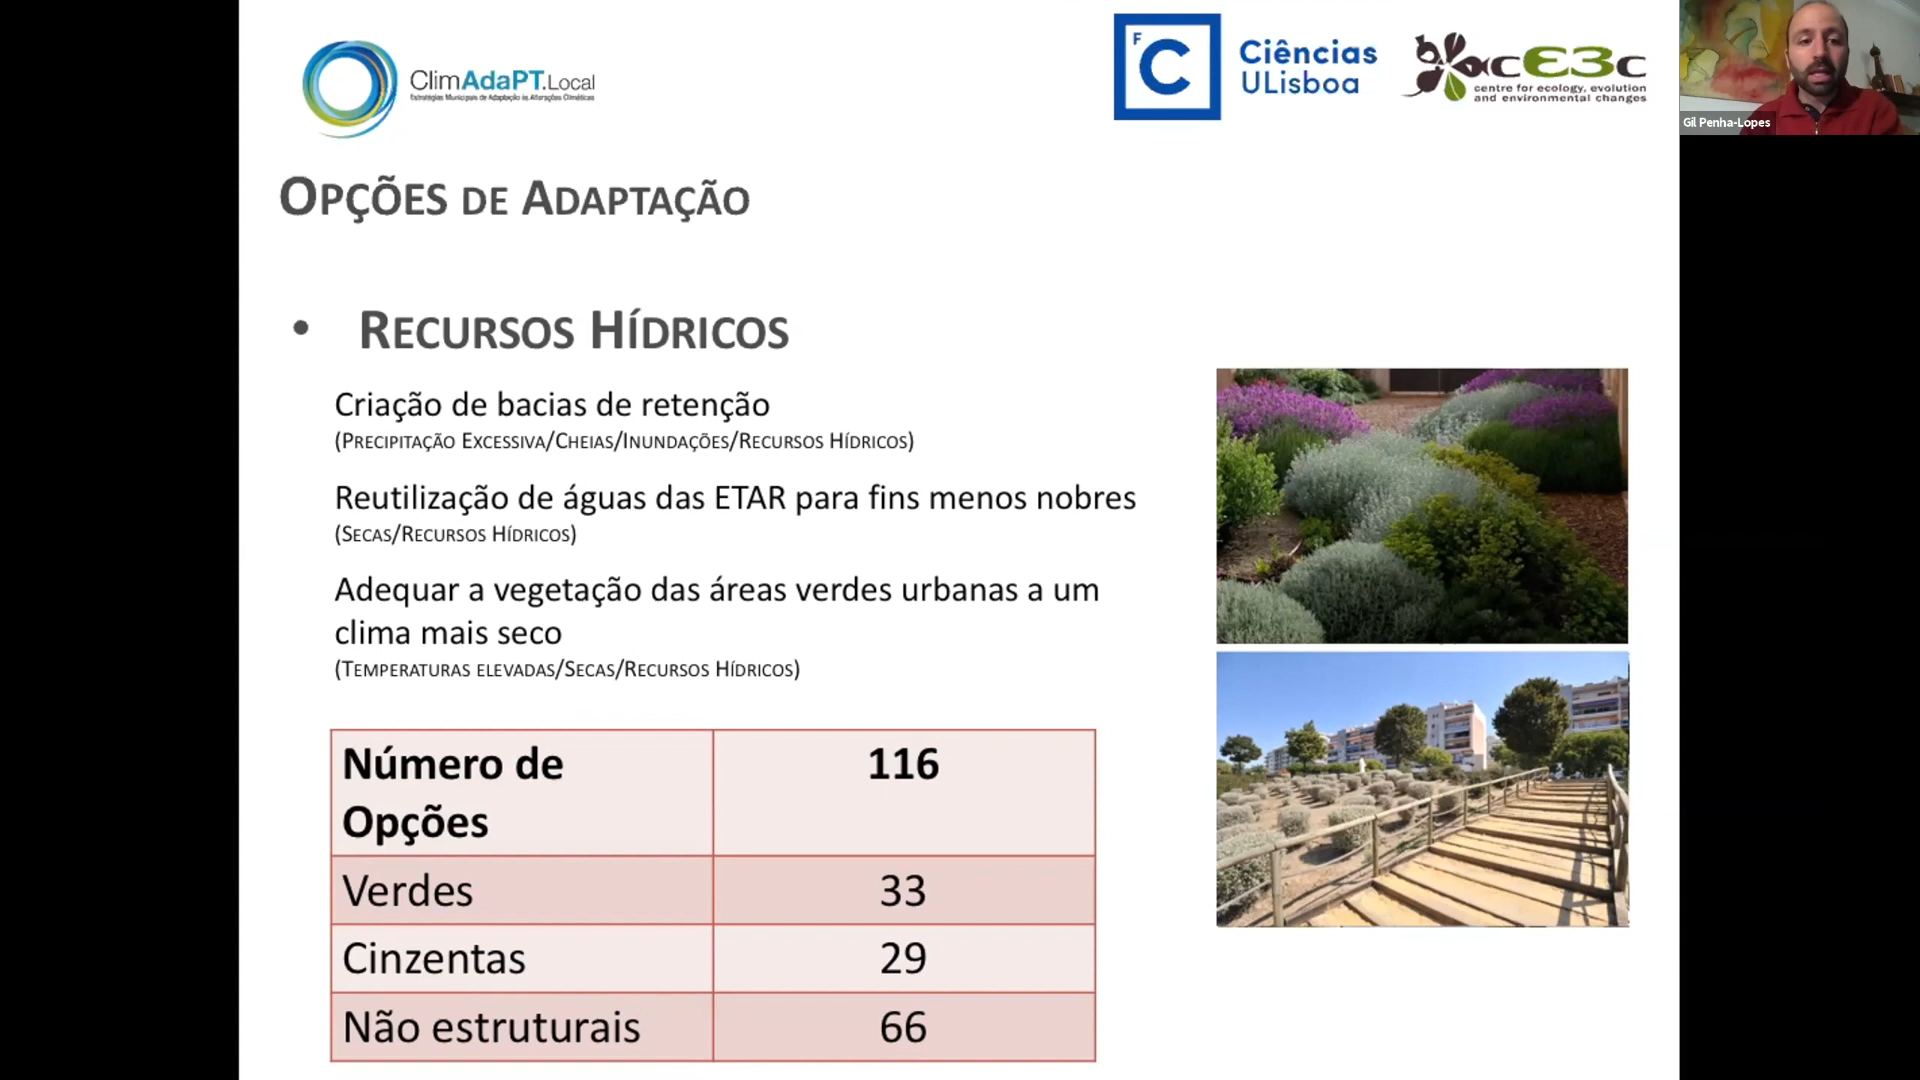 ClimAdaPT.Local
Estratégias Municipais de Adaptação às Alterações Climáticas
F
C
Ciências
ULisboa
cE3c
centre for ecology, evolution
and environmental changes
Gil Penha-Lopes
Opções de Adaptação
• Recursos Hídricos
Criação de bacias de retenção
(Precipitação Excessiva/Cheias/Inundações/Recursos Hídricos)
Reutilização de águas das ETAR para fins menos nobres
(Secas/Recursos Hídricos)
Adequar a vegetação das áreas verdes urbanas a um
clima mais seco
(Temperaturas elevadas/Secas/Recursos Hídricos)
Número de Opções 116
Verdes 33
Cinzentas 29
Não estruturais 66